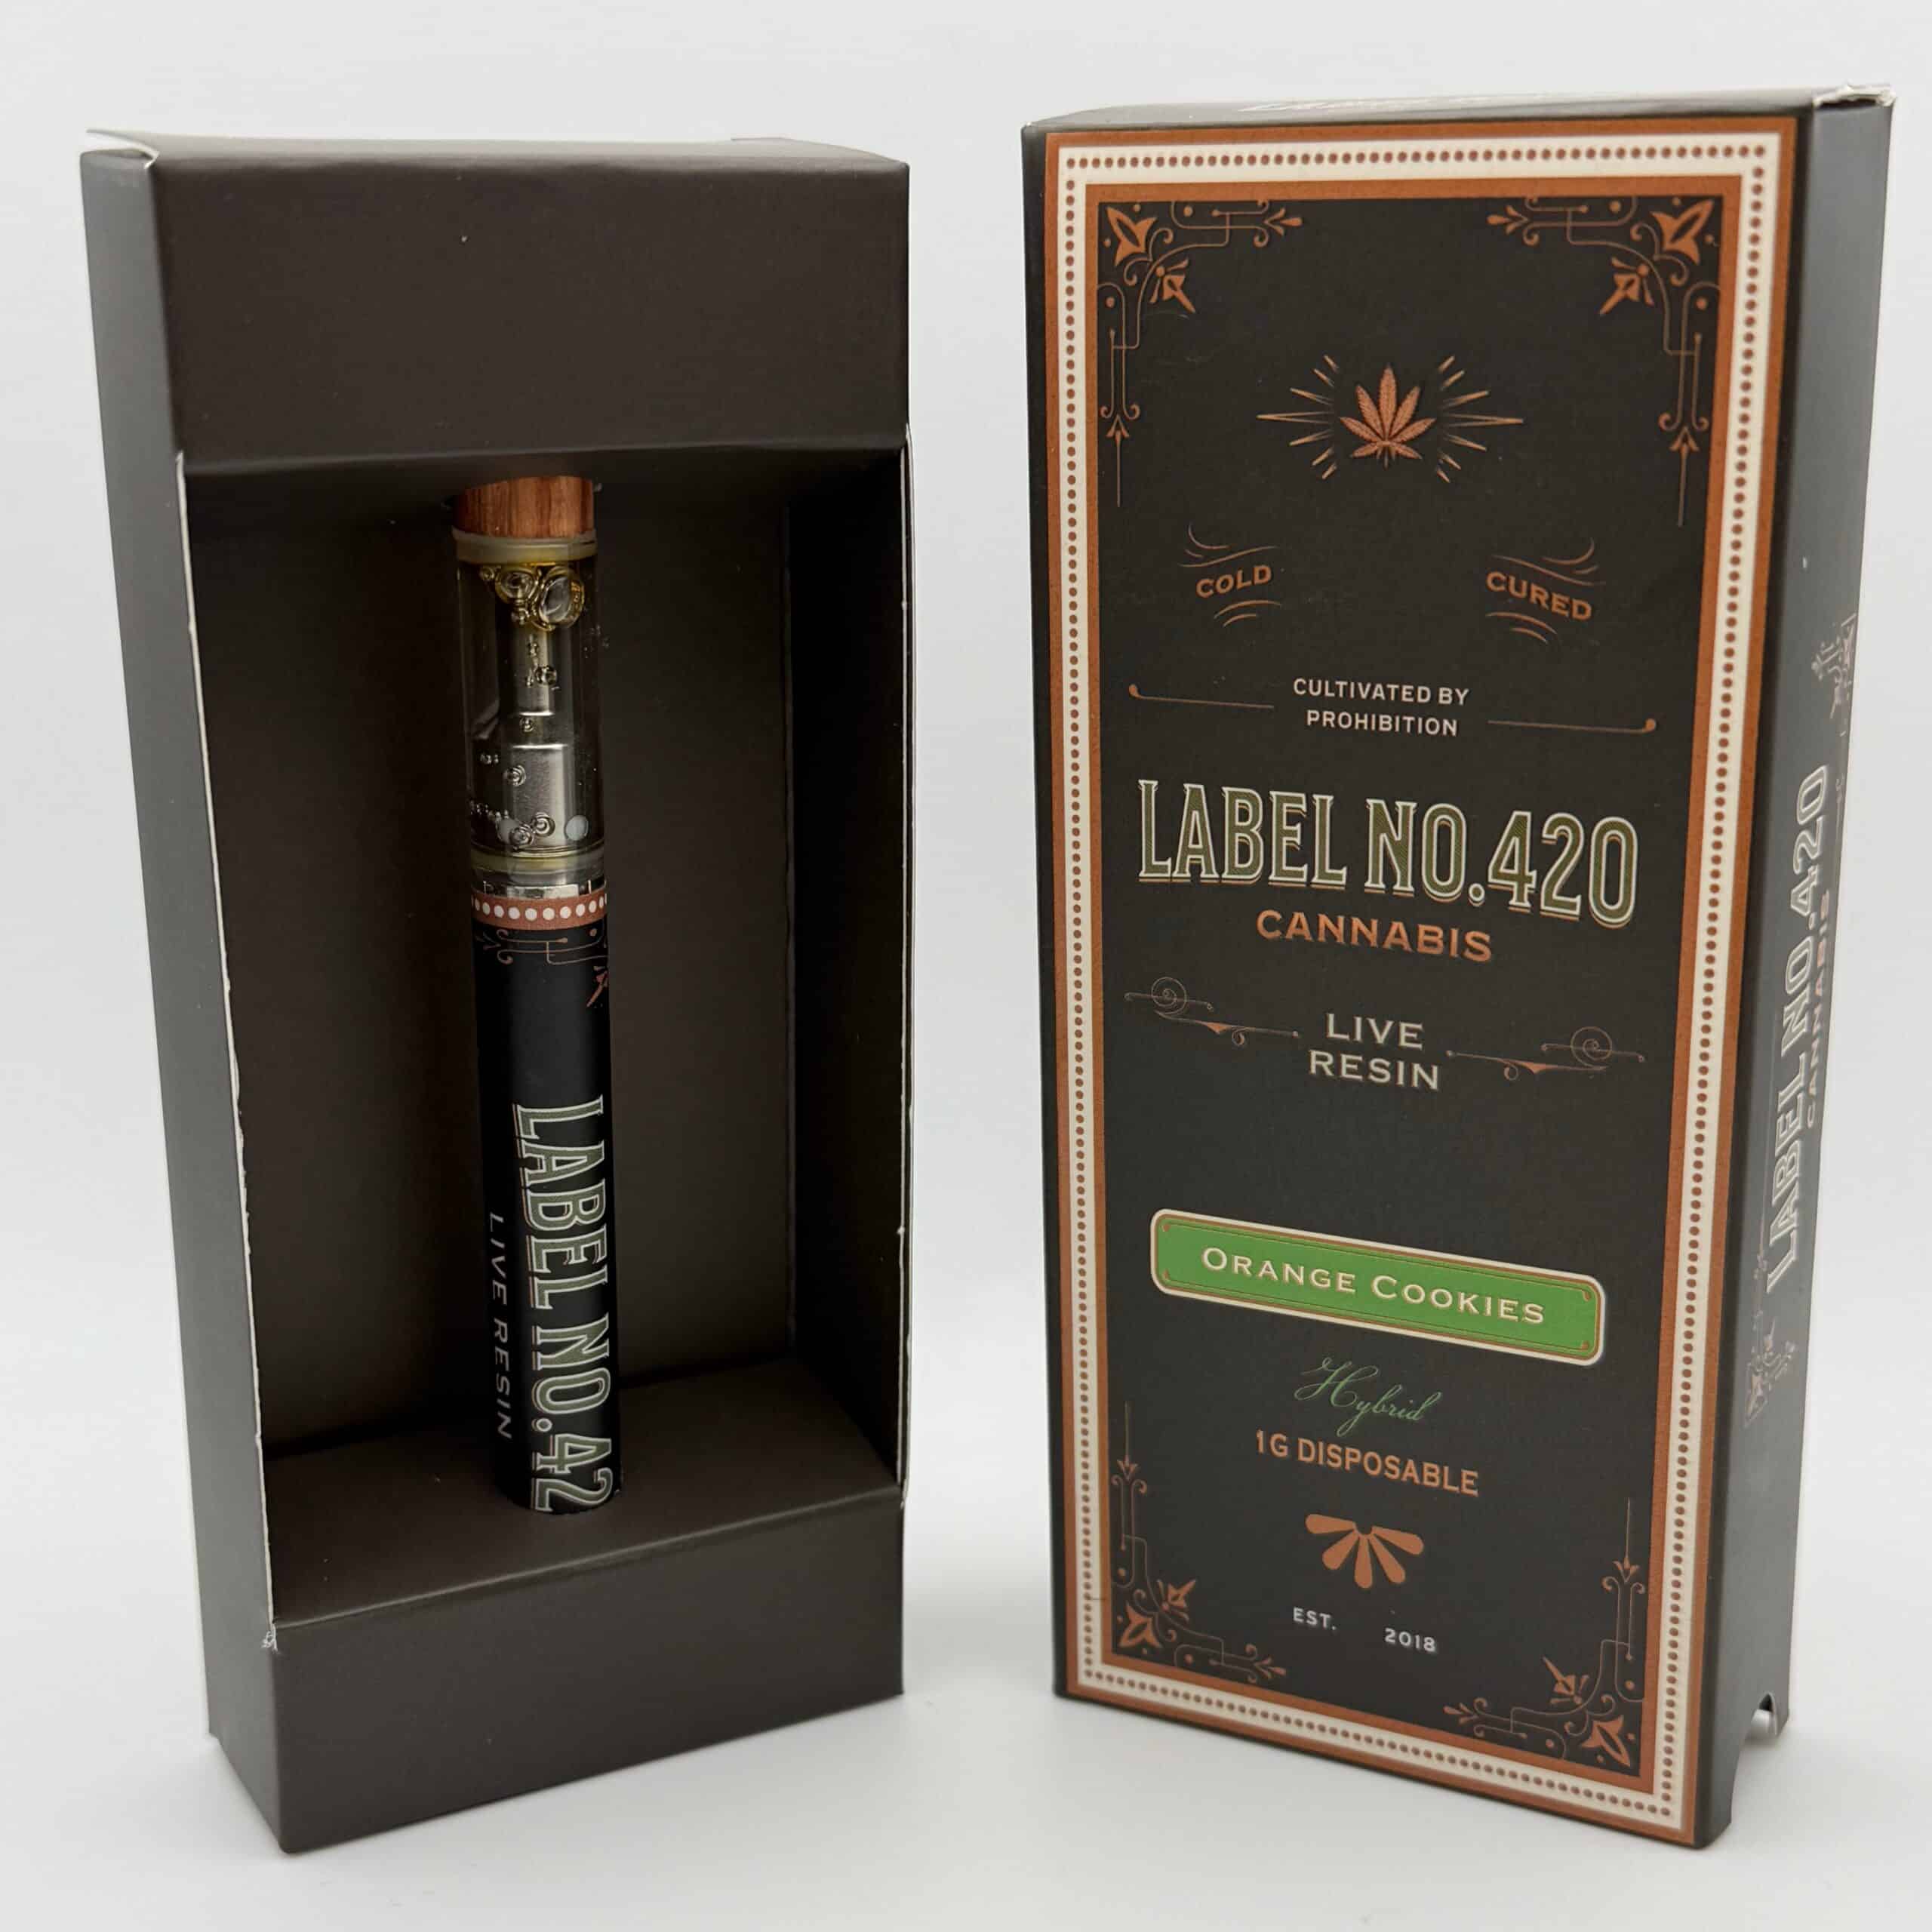 LABEL NO.42
LIVE RESIN
COLD CURED
CULTIVATED BY
PROHIBITION
LABEL NO.420
CANNABIS
LIVE
RESIN
ORANGE COOKIES
Hybrid
1G DISPOSABLE
EST. 2018
LABEL NO.420
CANNABIS